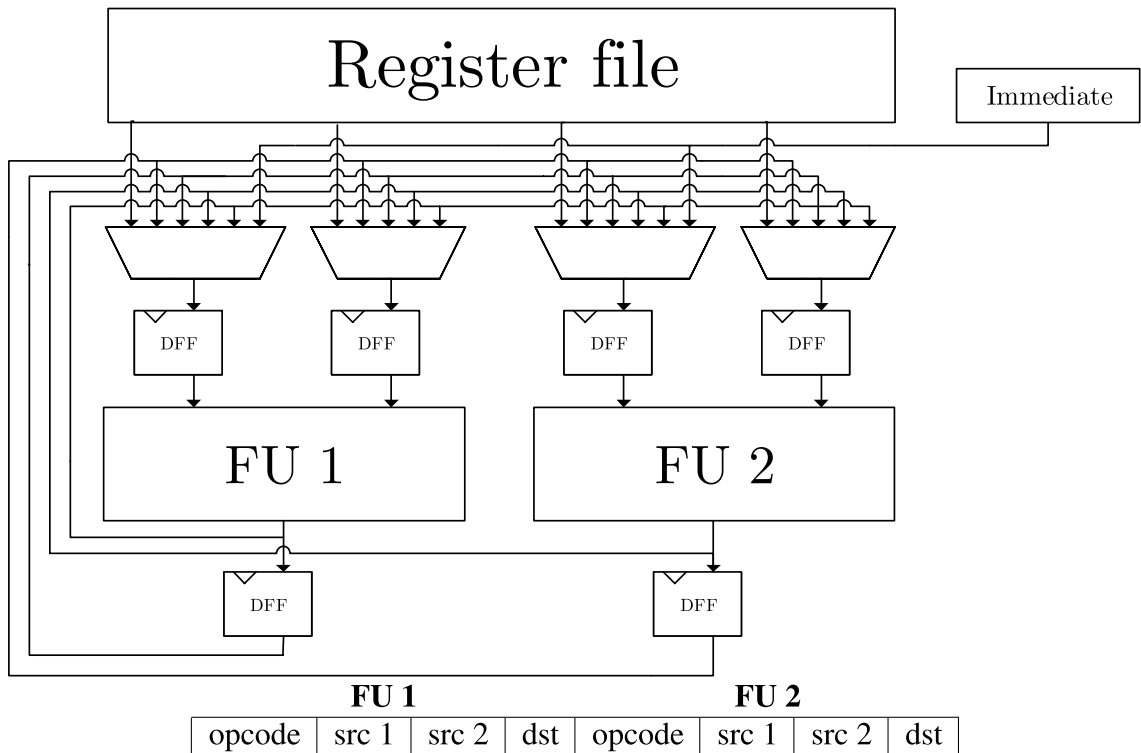 Register file
Immediate
DFF
DFF
DFF
DFF
FU 1
FU 2
DFF
DFF
FU 1 FU 2
opcode src 1 src 2 dst opcode src 1 src 2 dst